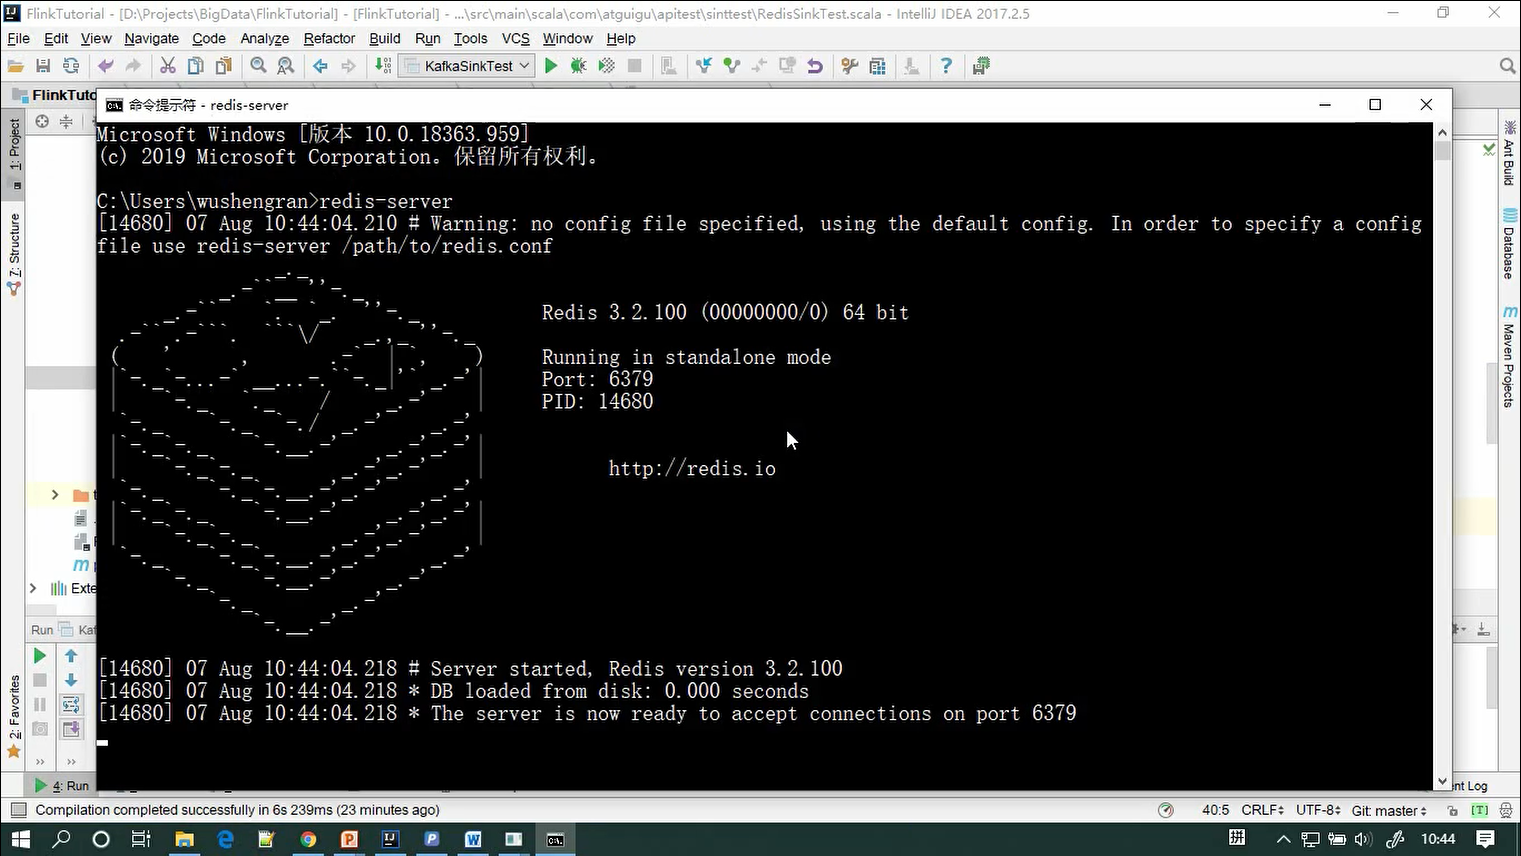 FlinkTutorial - [D:\Projects\BigData\FlinkTutorial] - [FlinkTutorial] - ...\src\main\scala\com\atguigu\apitest\sinttest\RedisSinkTest.scala - IntelliJ IDEA 2017.2.5
File Edit View Navigate Code Analyze Refactor Build Run Tools VCS Window Help
KafkaSinkTest
FlinkTuto
命令提示符 - redis-server
Microsoft Windows [版本 10.0.18363.959]
(c) 2019 Microsoft Corporation。保留所有权利。
C:\Users\wushengran>redis-server
[14680] 07 Aug 10:44:04.210 # Warning: no config file specified, using the default config. In order to specify a config
file use redis-server /path/to/redis.conf
Redis 3.2.100 (00000000/0) 64 bit
Running in standalone mode
Port: 6379
PID: 14680
http://redis.io
[14680] 07 Aug 10:44:04.218 # Server started, Redis version 3.2.100
[14680] 07 Aug 10:44:04.218 * DB loaded from disk: 0.000 seconds
[14680] 07 Aug 10:44:04.218 * The server is now ready to accept connections on port 6379
1: Project
7: Structure
2: Favorites
Ant Build
Database
Maven Projects
Exte
Run Kaf
4: Run
nt Log
Compilation completed successfully in 6s 239ms (23 minutes ago)
40:5 CRLF UTF-8 Git: master
拼
10:44